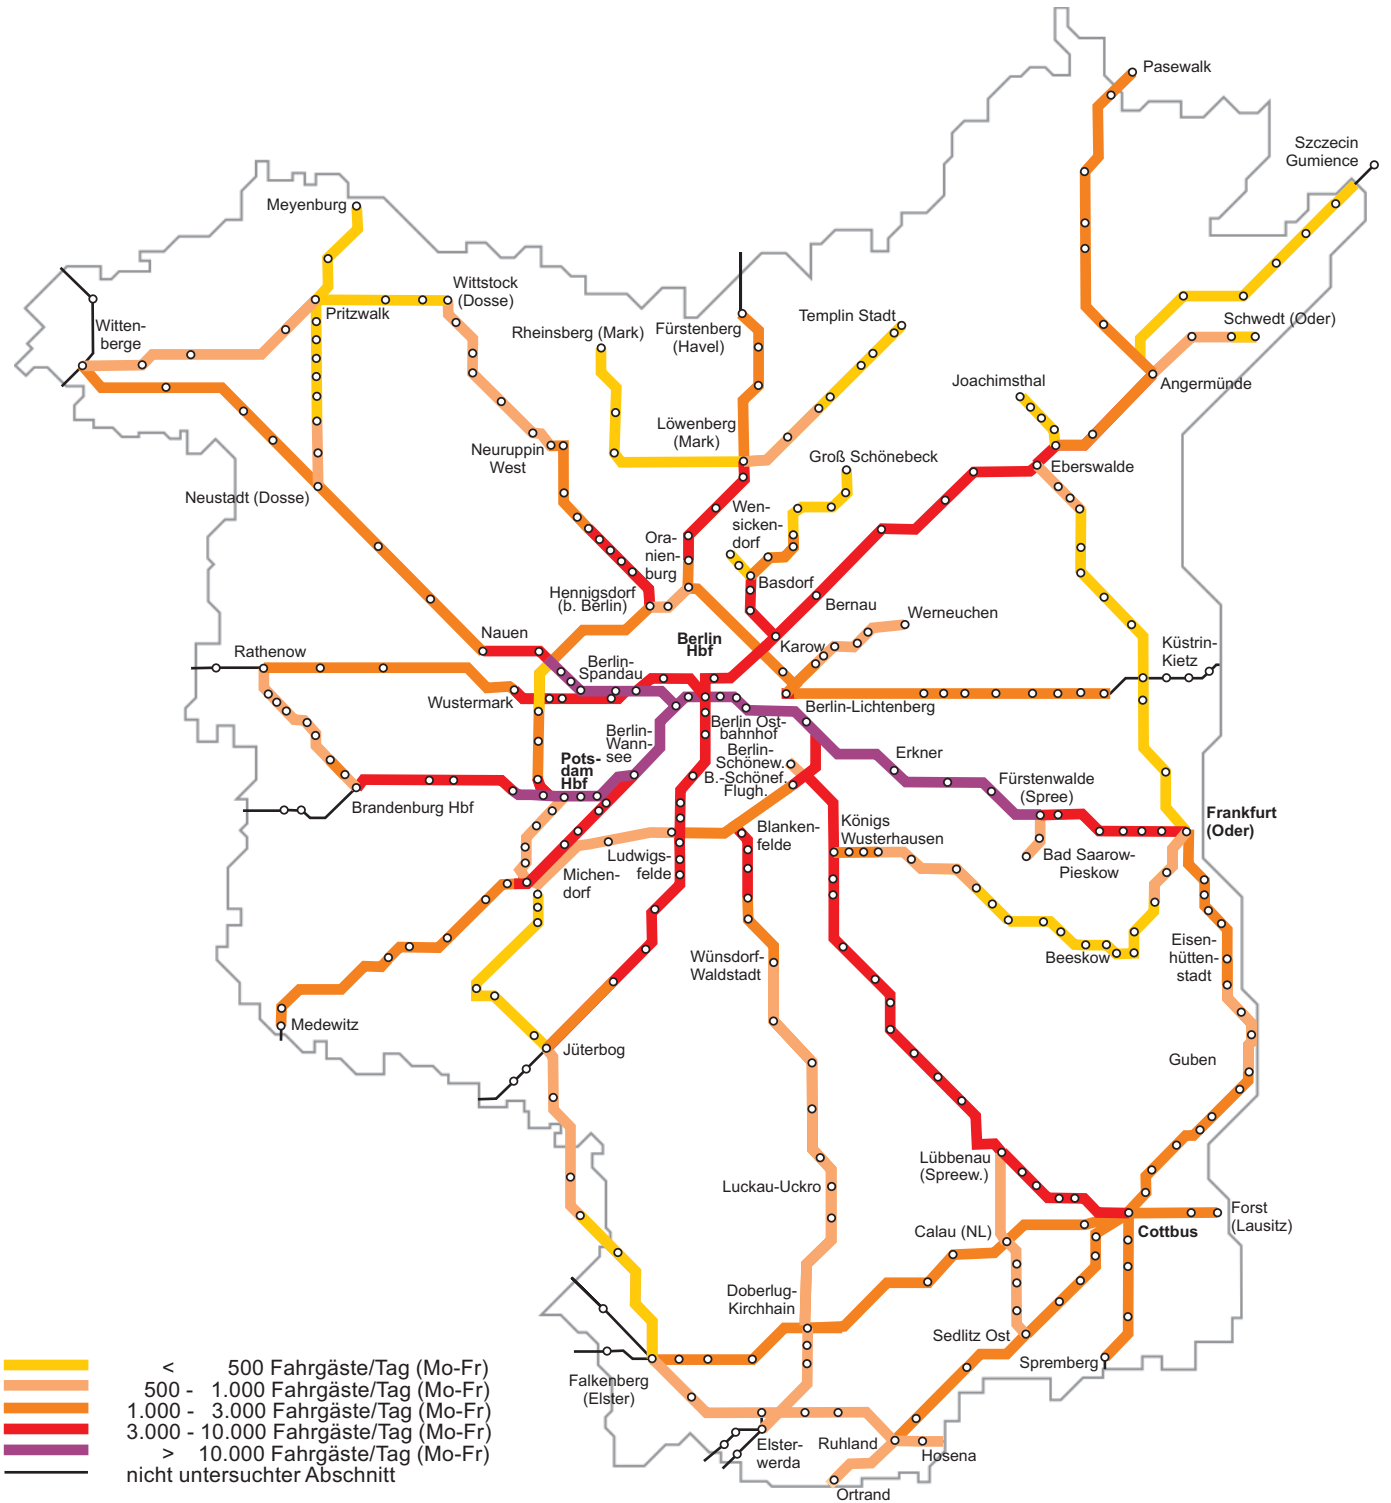 Pasewalk
Szczecin
Gumience
Meyenburg
Wittstock
(Dosse)
Pritzwalk
Witten-
berge
Rheinsberg (Mark)
Fürstenberg
(Havel)
Templin Stadt
Schwedt (Oder)
Angermünde
Joachimsthal
Löwenberg
(Mark)
Neuruppin
West
Groß Schönebeck
Eberswalde
Neustadt (Dosse)
Wen-
sicken-
dorf
Ora-
nien-
burg
Basdorf
Hennigsdorf
(b. Berlin)
Bernau
Werneuchen
Nauen
Berlin
Hbf
Karow
Rathenow
Berlin-
Spandau
Küstrin-
Kietz
Wustermark
Berlin-Lichtenberg
Berlin Ost-
bahnhof
Berlin-
Wann-
see
Berlin-
Schönew.
B.-Schönef.
Flugh.
Erkner
Pots-
dam
Hbf
Fürstenwalde
(Spree)
Brandenburg Hbf
Frankfurt
(Oder)
Königs
Wusterhausen
Blanken-
felde
Bad Saarow-
Pieskow
Ludwigs-
felde
Michen-
dorf
Eisen-
hütten-
stadt
Beeskow
Wünsdorf-
Waldstadt
Medewitz
Jüterbog
Guben
Lübbenau
(Spreew.)
Luckau-Uckro
Forst
(Lausitz)
Calau (NL)
Cottbus
Doberlug-
Kirchhain
Sedlitz Ost
Spremberg
Falkenberg
(Elster)
Elster-
werda
Ruhland
Hosena
Ortrand
< 500 Fahrgäste/Tag (Mo-Fr)
500 - 1.000 Fahrgäste/Tag (Mo-Fr)
1.000 - 3.000 Fahrgäste/Tag (Mo-Fr)
3.000 - 10.000 Fahrgäste/Tag (Mo-Fr)
> 10.000 Fahrgäste/Tag (Mo-Fr)
nicht untersuchter Abschnitt